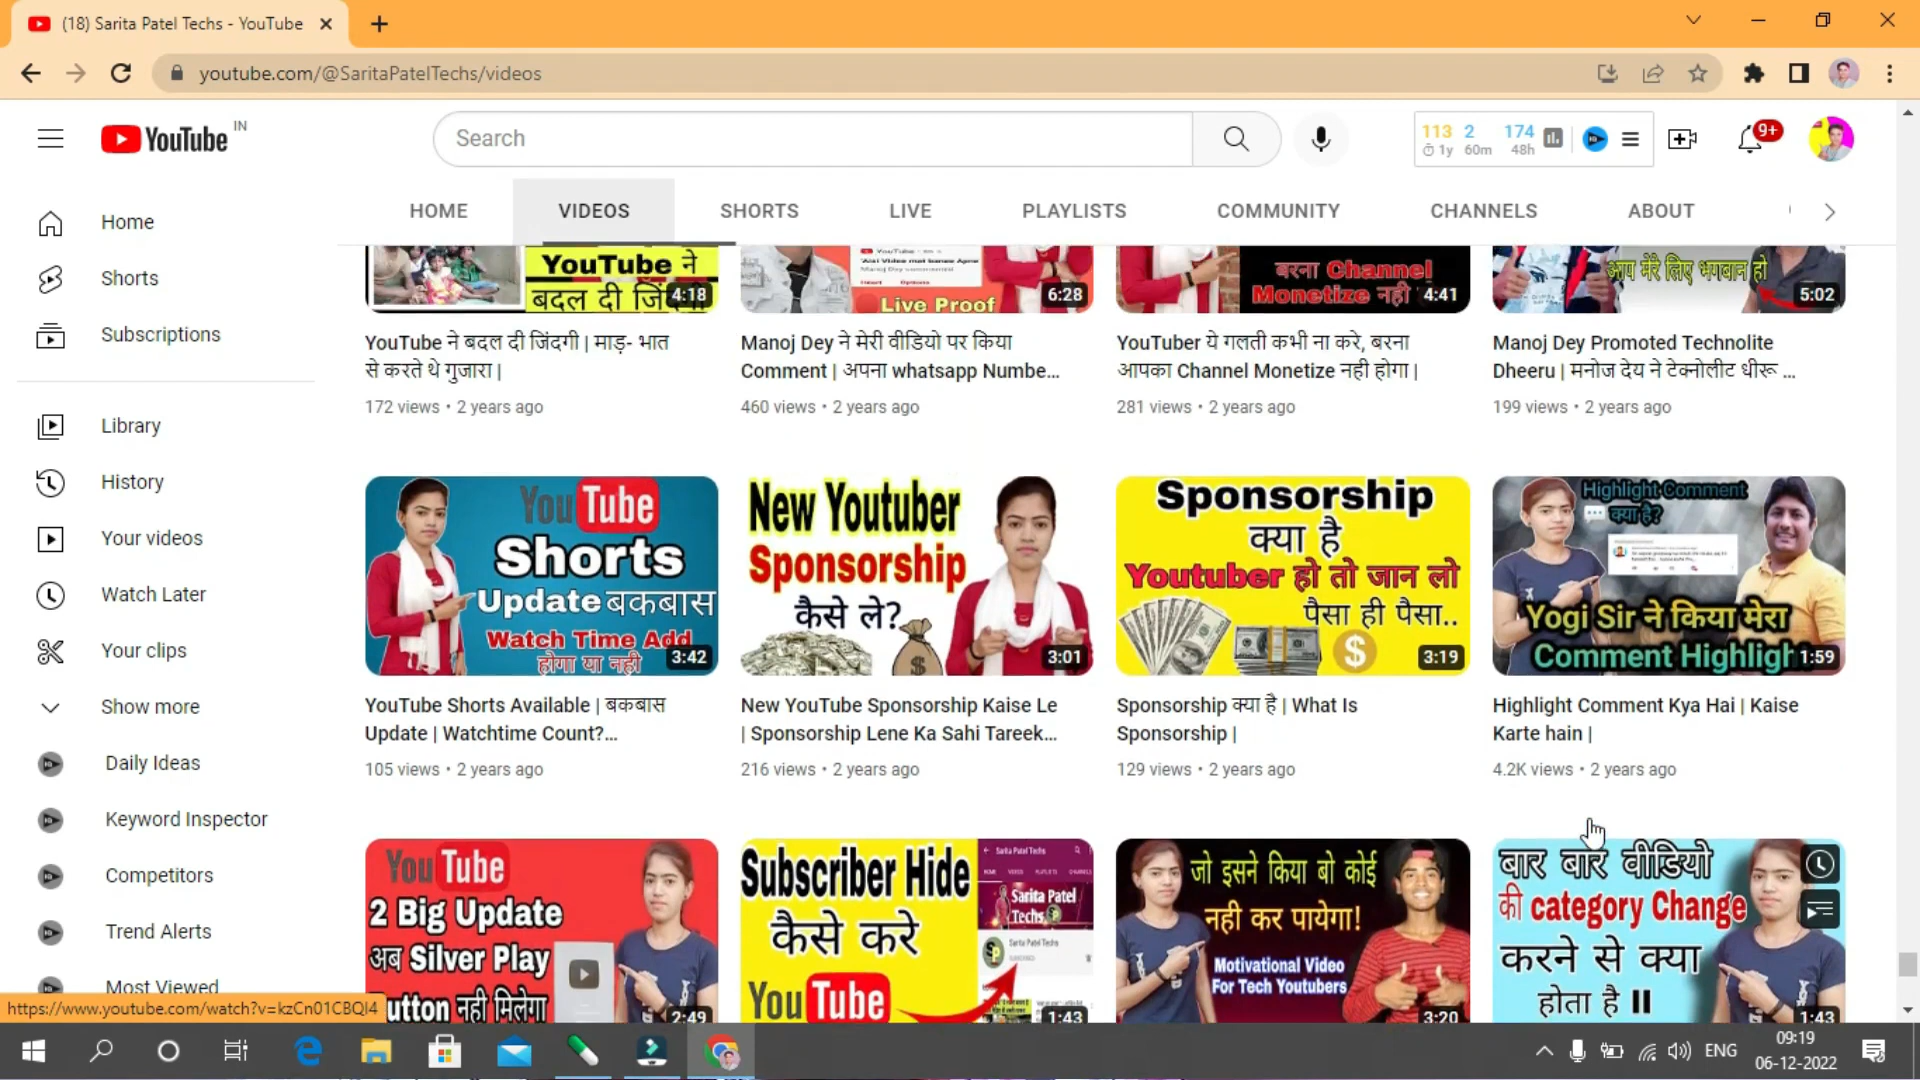 (18) Sarita Patel Techs - YouTube
youtube.com/@SaritaPatelTechs/videos
YouTube IN
Search
113 2 174
1y 60m 48h
9+
HOME VIDEOS SHORTS LIVE PLAYLISTS COMMUNITY CHANNELS ABOUT
Home
Shorts
Subscriptions
Library
History
Your videos
Watch Later
Your clips
Show more
Daily Ideas
Keyword Inspector
Competitors
Trend Alerts
Most Viewed
YouTube ने
बदल दी जिंदगी
4:18
YouTube ने बदल दी जिंदगी | माड़- भात
से करते थे गुजारा |
172 views • 2 years ago
Live Proof
6:28
Manoj Dey ने मेरी वीडियो पर किया
Comment | अपना whatsapp Numbe...
460 views • 2 years ago
बरना Channel
Monetize नही
4:41
YouTuber ये गलती कभी ना करे, बरना
आपका Channel Monetize नही होगा |
281 views • 2 years ago
आप मेरे लिए भगवान हो
5:02
Manoj Dey Promoted Technolite
Dheeru | मनोज देय ने टेक्नोलीट धीरू ...
199 views • 2 years ago
YouTube
Shorts
Update बकबास
Watch Time Add
होगा या नही
3:42
YouTube Shorts Available | बकबास
Update | Watchtime Count?...
105 views • 2 years ago
New Youtuber
Sponsorship
कैसे ले?
3:01
New YouTube Sponsorship Kaise Le
| Sponsorship Lene Ka Sahi Tareek...
216 views • 2 years ago
Sponsorship
क्या है
Youtuber हो तो जान लो
पैसा ही पैसा..
3:19
Sponsorship क्या है | What Is
Sponsorship |
129 views • 2 years ago
Highlight Comment
क्या है?
Yogi Sir ने किया मेरा
Comment Highligh
1:59
Highlight Comment Kya Hai | Kaise
Karte hain |
4.2K views • 2 years ago
YouTube
2 Big Update
अब Silver Play
utton नही मिलेगा
2:49
Subscriber Hide
कैसे करे
YouTube
Sarita Patel Techs
Sarita Patel
Techs
Sarita Patel Techs
1:43
जो इसने किया बो कोई
नही कर पायेगा!
Motivational Video
For Tech Youtubers
3:20
बार बार वीडियो
की category Change
करने से क्या
होता है
1:43
https://www.youtube.com/watch?v=kzCn01CBQI4
ENG
09:19
06-12-2022